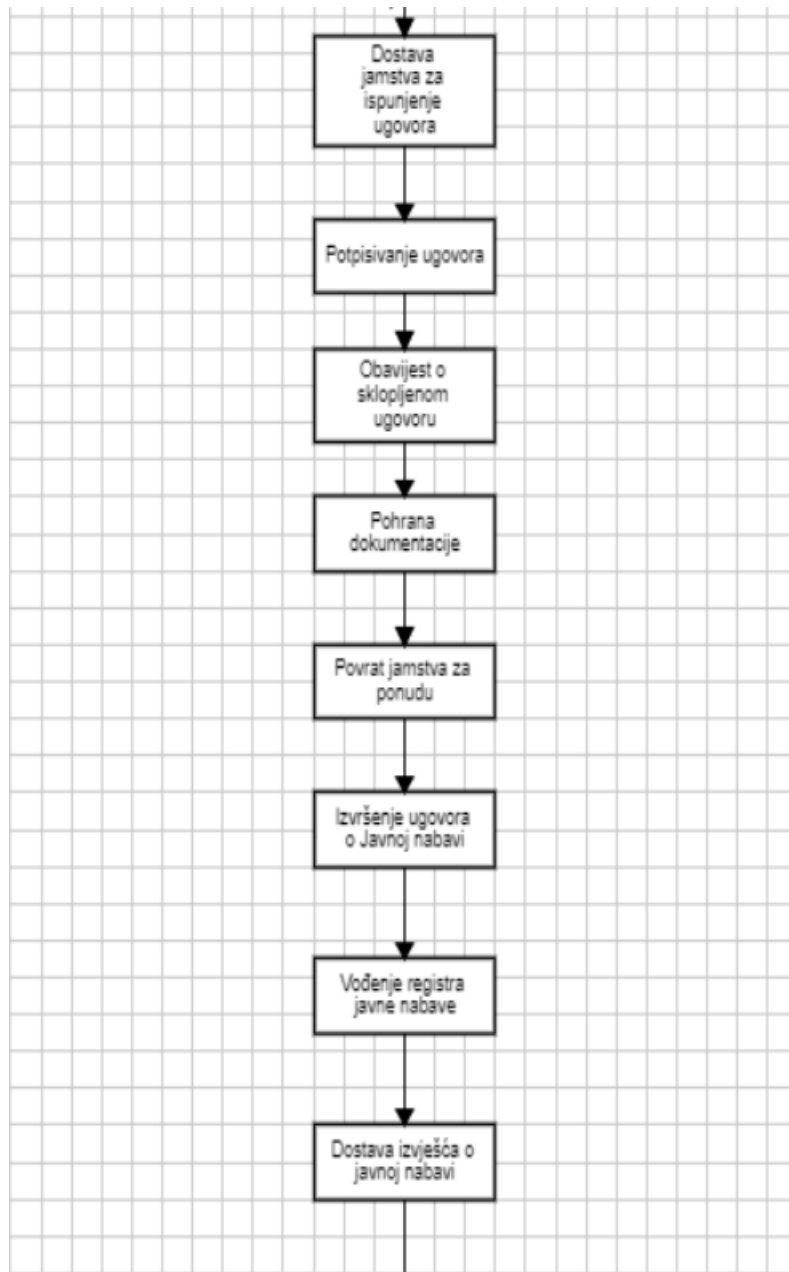 Dostava
jamstva za
ispunjenje
ugovora
Potpisivanje ugovora
Obavijest o
sklopljenom
ugovoru
Pohrana
dokumentacije
Povrat jamstva za
ponudu
Izvršenje ugovora
o Javnoj nabavi
Vođenje registra
javne nabave
Dostava izvješća o
javnoj nabavi